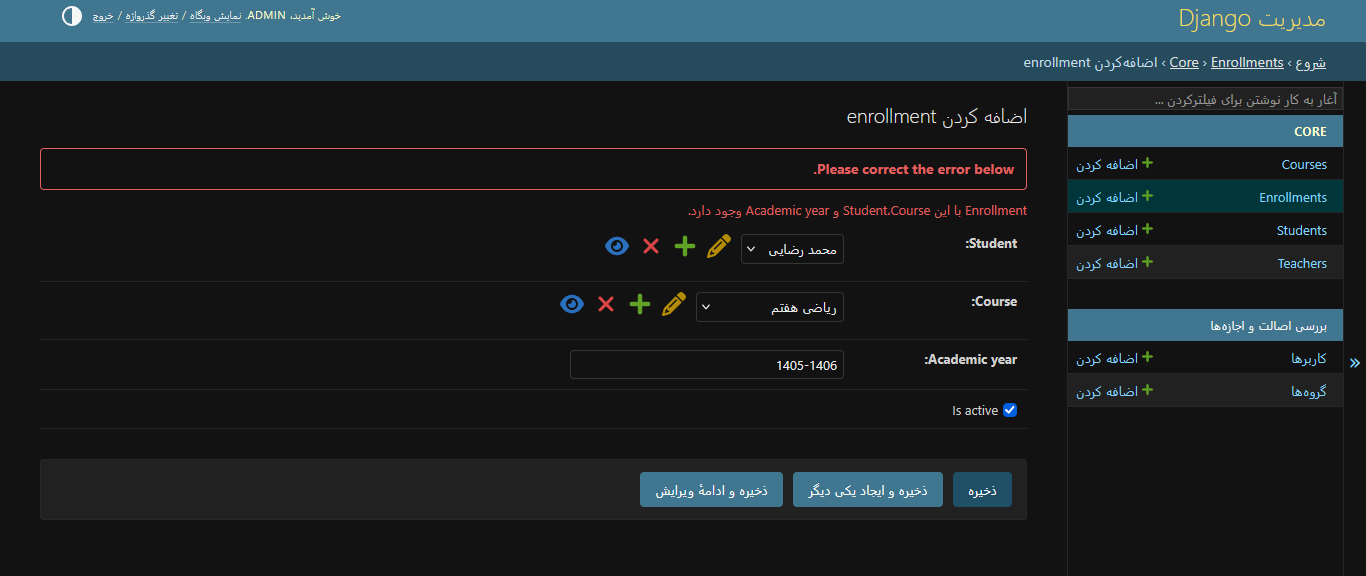 مدیریت Django
خوش آمدید، ADMIN. نمایش وبگاه / تغییر گذرواژه / خروج
شروع › Enrollments › Core › اضافه‌کردن enrollment
آغار به کار نوشتن برای فیلترکردن ...
CORE
Courses اضافه کردن
Enrollments اضافه کردن
Students اضافه کردن
Teachers اضافه کردن
بررسی اصالت و اجازه‌ها
کاربرها اضافه کردن
گروه‌ها اضافه کردن
»
اضافه کردن enrollment
Please correct the error below.
Enrollment با این Student،Course و Academic year وجود دارد.
Student: محمد رضایی
Course: ریاضی هفتم
Academic year: 1405-1406
Is active
ذخیره
ذخیره و ایجاد یکی دیگر
ذخیره و ادامهٔ ویرایش